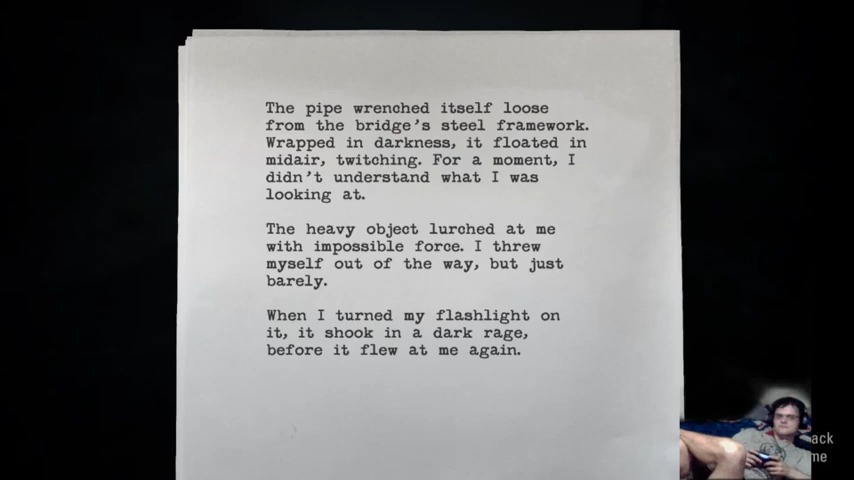 The pipe wrenched itself loose
from the bridge's steel framework.
Wrapped in darkness, it floated in
midair, twitching. For a moment, I
didn't understand what I was
looking at.
The heavy object lurched at me
with impossible force. I threw
myself out of the way, but just
barely.
When I turned my flashlight on
it, it shook in a dark rage,
before it flew at me again.
ack
me